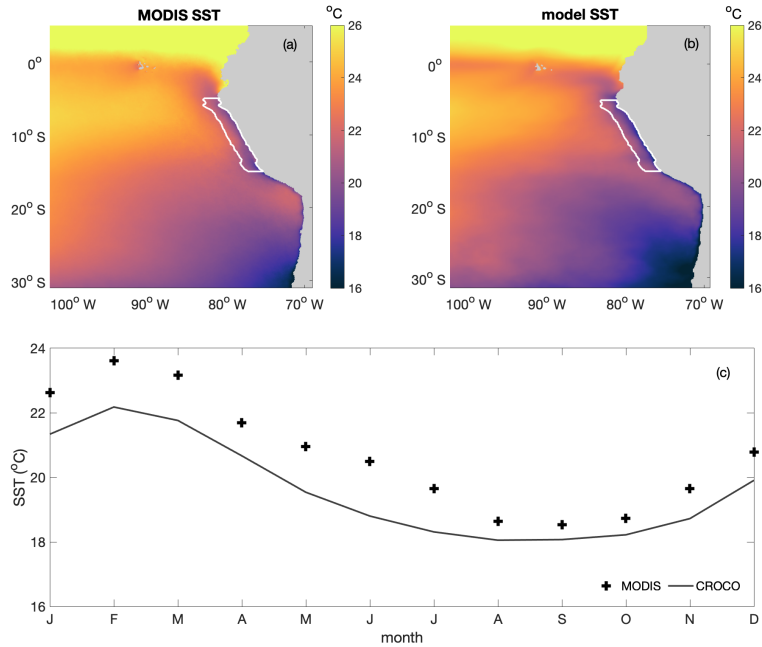 MODIS SST
°C
model SST
°C
(a)
(b)
0°
10° S
20° S
30° S
100° W 90° W 80° W 70° W
26
24
22
20
18
16
0°
10° S
20° S
30° S
100° W 90° W 80° W 70° W
26
24
22
20
18
16
(c)
24
22
20
18
16
SST (°C)
J F M A M J J A S O N D
month
MODIS CROCO